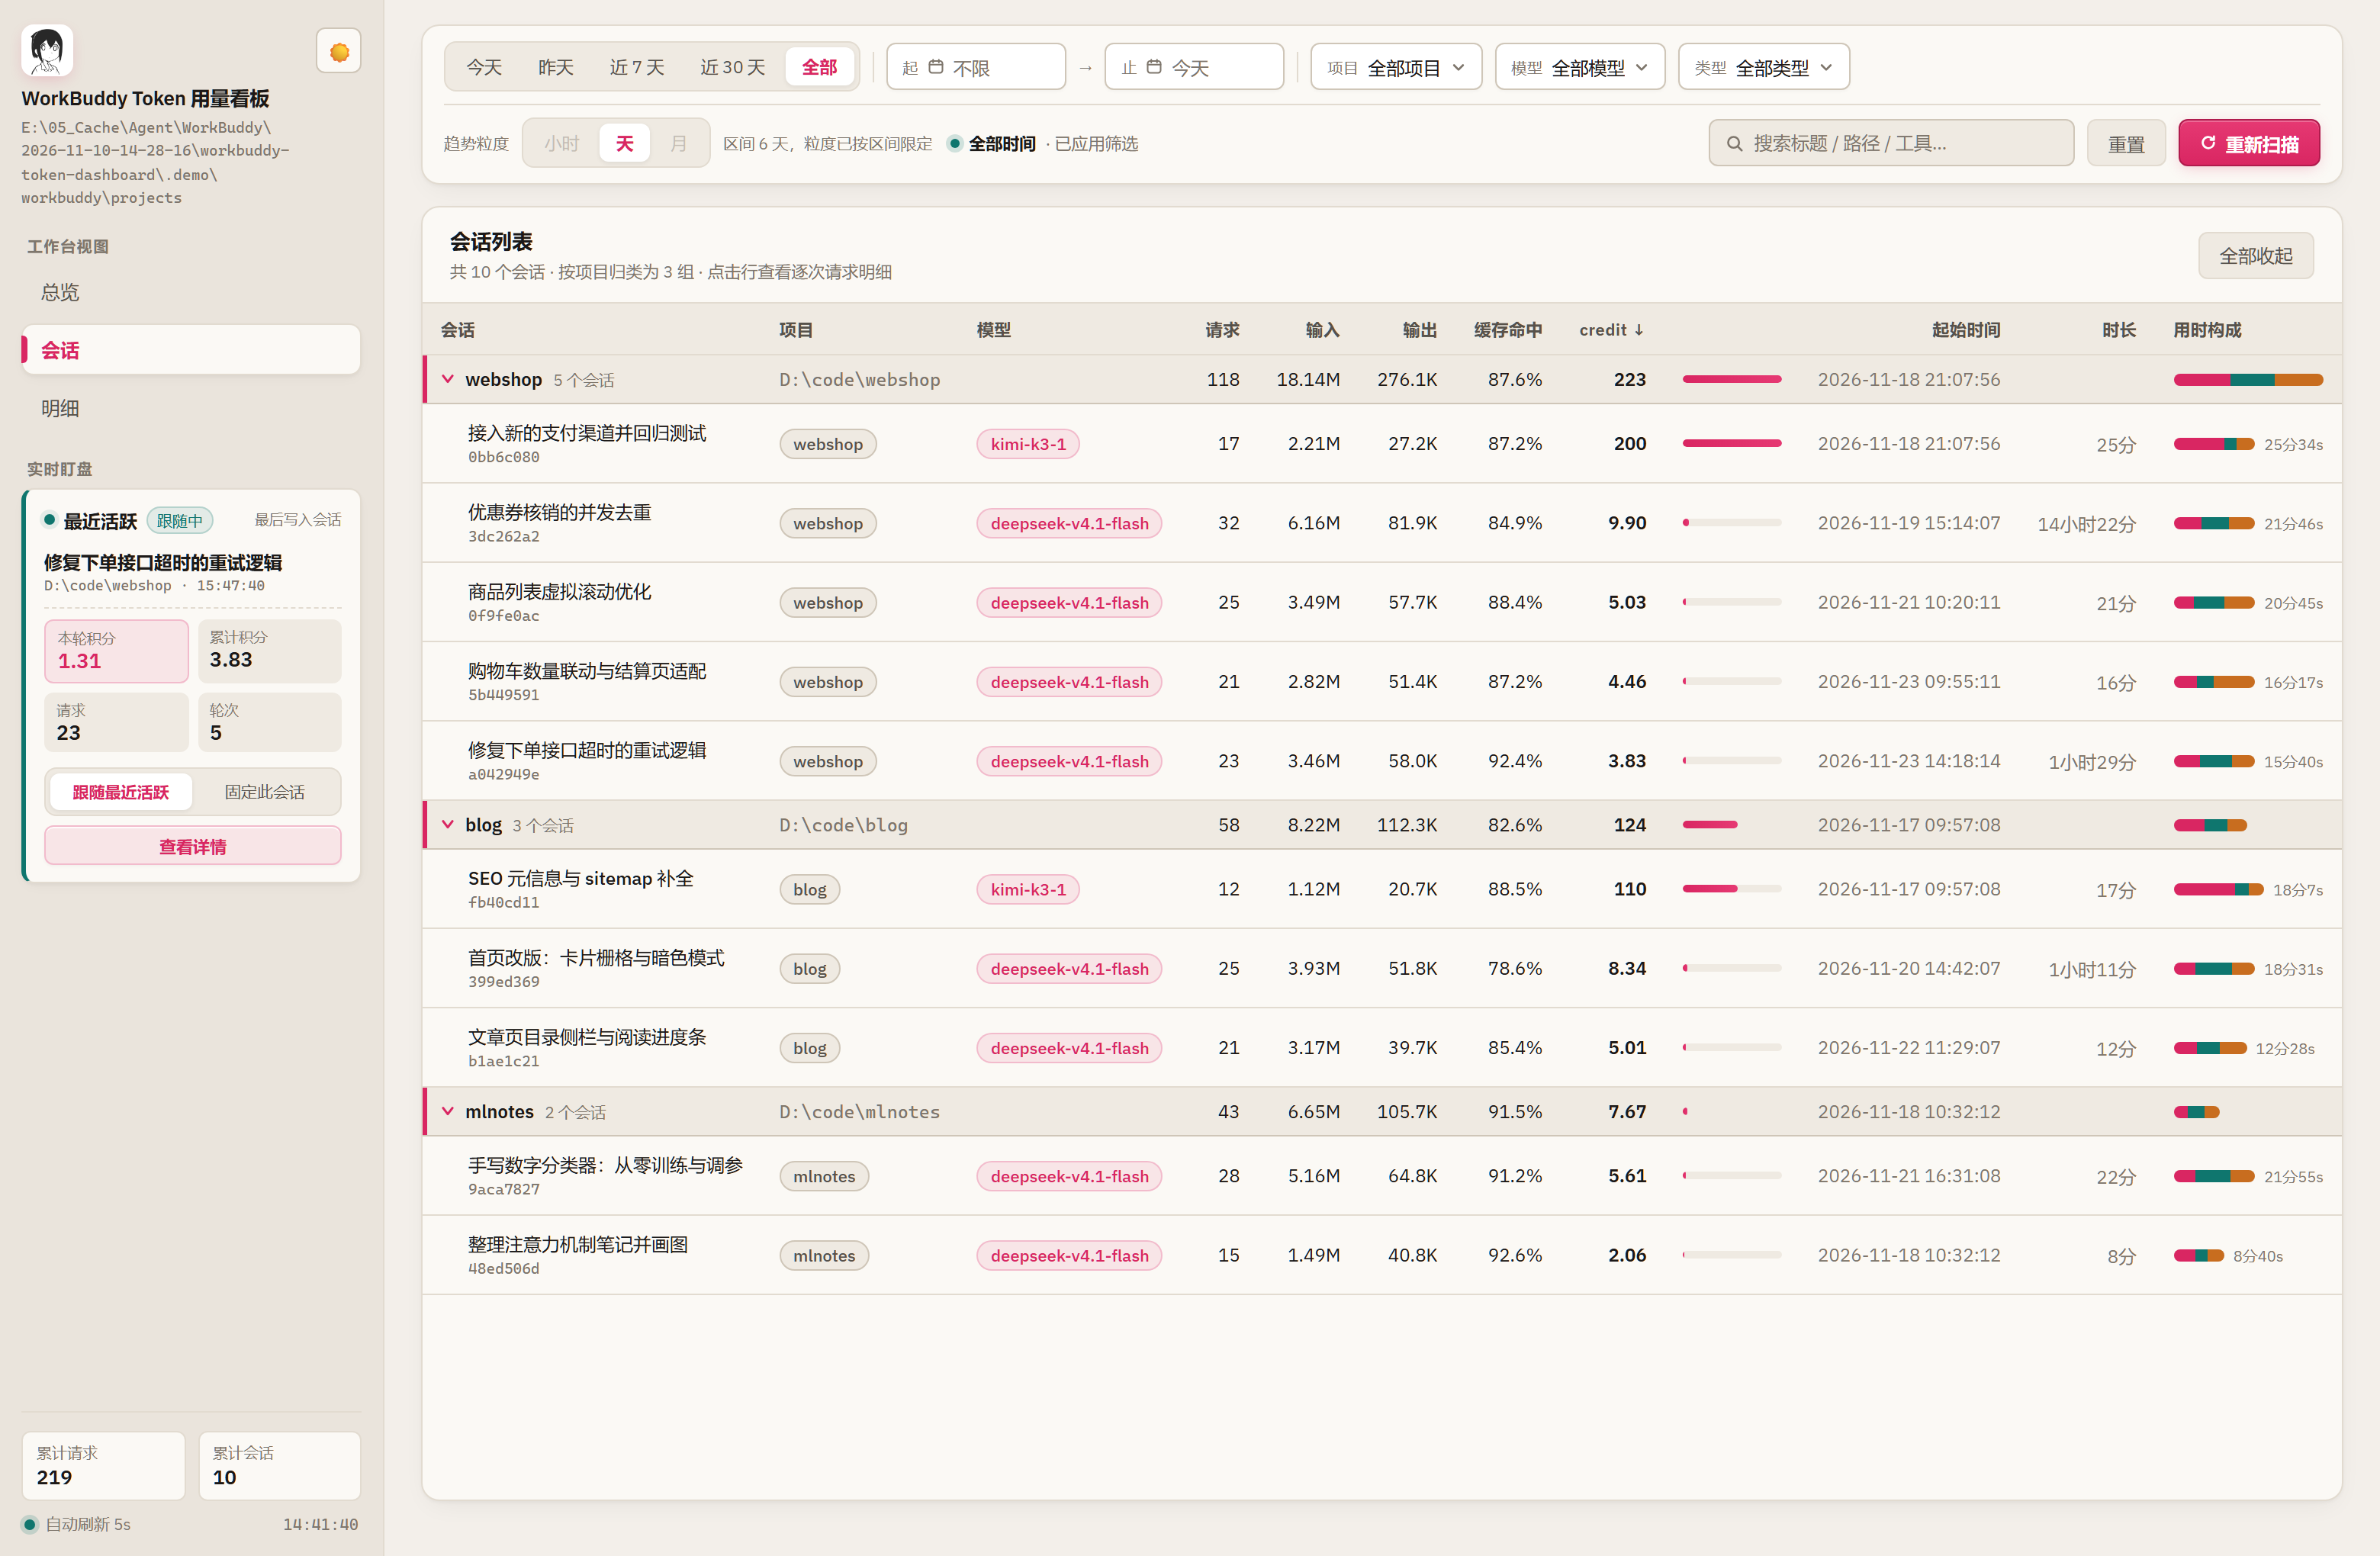 WorkBuddy Token 用量看板
E:\05_Cache\Agent\WorkBuddy\
2026-11-10-14-28-16\workbuddy-
token-dashboard\.demo\
workbuddy\projects
工作台视图
总览
会话
明细
实时盯盘
最近活跃 跟随中 最后写入会话
修复下单接口超时的重试逻辑
D:\code\webshop · 15:47:40
本轮积分 累计积分
1.31 3.83
请求 轮次
23 5
跟随最近活跃 固定此会话
查看详情
累计请求 累计会话
219 10
自动刷新 5s 14:41:40
今天 昨天 近 7 天 近 30 天 全部 起 不限 → 止 今天 项目 全部项目 模型 全部模型 类型 全部类型
趋势粒度 小时 天 月 区间 6 天，粒度已按区间限定 全部时间 · 已应用筛选 搜索标题 / 路径 / 工具... 重置 重新扫描
会话列表
共 10 个会话 · 按项目归类为 3 组 · 点击行查看逐次请求明细
全部收起
会话 项目 模型 请求 输入 输出 缓存命中 credit ↓ 起始时间 时长 用时构成
webshop 5 个会话 D:\code\webshop 118 18.14M 276.1K 87.6% 223 2026-11-18 21:07:56
接入新的支付渠道并回归测试 webshop kimi-k3-1 17 2.21M 27.2K 87.2% 200 2026-11-18 21:07:56 25分 25分34s
0bb6c080
优惠券核销的并发去重 webshop deepseek-v4.1-flash 32 6.16M 81.9K 84.9% 9.90 2026-11-19 15:14:07 14小时22分 21分46s
3dc262a2
商品列表虚拟滚动优化 webshop deepseek-v4.1-flash 25 3.49M 57.7K 88.4% 5.03 2026-11-21 10:20:11 21分 20分45s
0f9fe0ac
购物车数量联动与结算页适配 webshop deepseek-v4.1-flash 21 2.82M 51.4K 87.2% 4.46 2026-11-23 09:55:11 16分 16分17s
5b449591
修复下单接口超时的重试逻辑 webshop deepseek-v4.1-flash 23 3.46M 58.0K 92.4% 3.83 2026-11-23 14:18:14 1小时29分 15分40s
a042949e
blog 3 个会话 D:\code\blog 58 8.22M 112.3K 82.6% 124 2026-11-17 09:57:08
SEO 元信息与 sitemap 补全 blog kimi-k3-1 12 1.12M 20.7K 88.5% 110 2026-11-17 09:57:08 17分 18分7s
fb40cd11
首页改版：卡片栅格与暗色模式 blog deepseek-v4.1-flash 25 3.93M 51.8K 78.6% 8.34 2026-11-20 14:42:07 1小时11分 18分31s
399ed369
文章页目录侧栏与阅读进度条 blog deepseek-v4.1-flash 21 3.17M 39.7K 85.4% 5.01 2026-11-22 11:29:07 12分 12分28s
b1ae1c21
mlnotes 2 个会话 D:\code\mlnotes 43 6.65M 105.7K 91.5% 7.67 2026-11-18 10:32:12
手写数字分类器：从零训练与调参 mlnotes deepseek-v4.1-flash 28 5.16M 64.8K 91.2% 5.61 2026-11-21 16:31:08 22分 21分55s
9aca7827
整理注意力机制笔记并画图 mlnotes deepseek-v4.1-flash 15 1.49M 40.8K 92.6% 2.06 2026-11-18 10:32:12 8分 8分40s
48ed506d